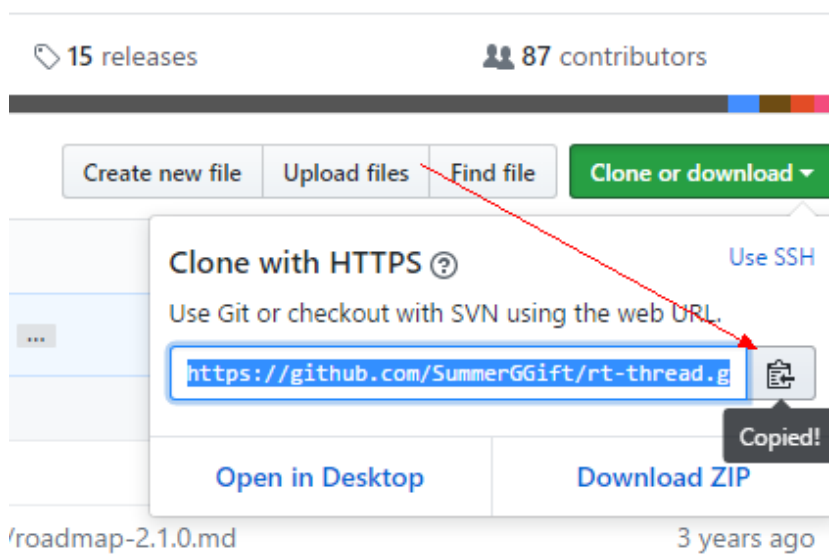 15 releases 87 contributors
Create new file Upload files Find file Clone or download
Clone with HTTPS ? Use SSH
Use Git or checkout with SVN using the web URL.
...
https://github.com/SummerGGift/rt-thread.g
Copied!
Open in Desktop Download ZIP
/roadmap-2.1.0.md 3 years ago